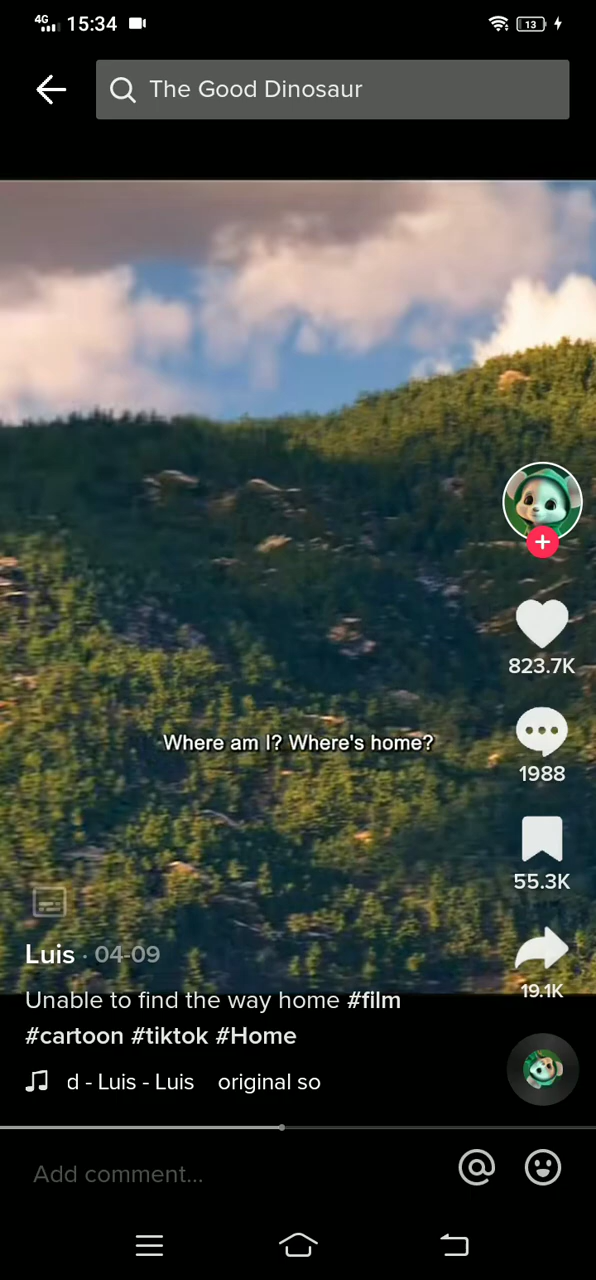 4G 15:34 13
The Good Dinosaur
823.7K
Where am I? Where's home?
1988
55.3K
Luis · 04-09
19.1K
Unable to find the way home #film
#cartoon #tiktok #Home
d - Luis - Luis original so
Add comment...